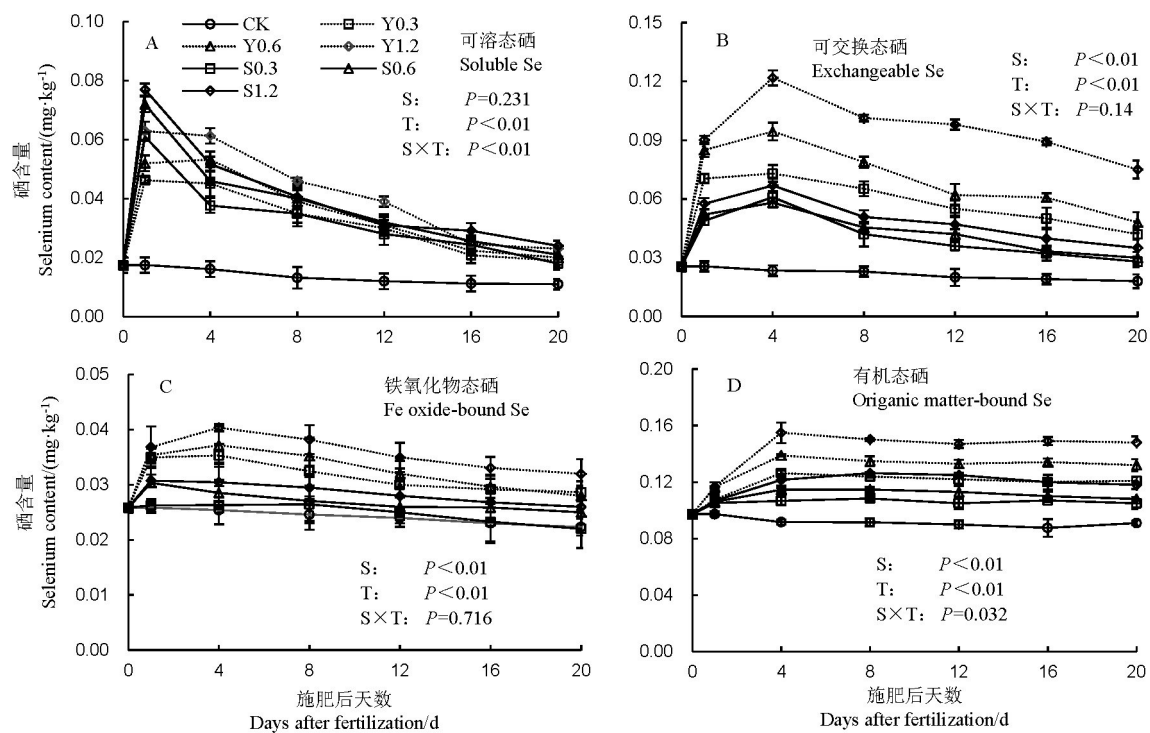 A
CK
Y0.3
Y0.6
Y1.2
S0.3
S0.6
S1.2
可溶态硒
Soluble Se
S: P=0.231
T: P<0.01
S×T: P<0.01
硒含量
Selenium content/(mg·kg-1)
0.10
0.08
0.06
0.04
0.02
0.00
0 4 8 12 16 20
B
可交换态硒
Exchangeable Se
S: P<0.01
T: P<0.01
S×T: P=0.14
0.15
0.12
0.09
0.06
0.03
0.00
0 4 8 12 16 20
C
铁氧化物态硒
Fe oxide-bound Se
S: P<0.01
T: P<0.01
S×T: P=0.716
硒含量
Selenium content/(mg·kg-1)
0.05
0.04
0.03
0.02
0.01
0.00
0 4 8 12 16 20
施肥后天数
Days after fertilization/d
D
有机态硒
Origanic matter-bound Se
S: P<0.01
T: P<0.01
S×T: P=0.032
0.20
0.16
0.12
0.08
0.04
0.00
0 4 8 12 16 20
施肥后天数
Days after fertilization/d